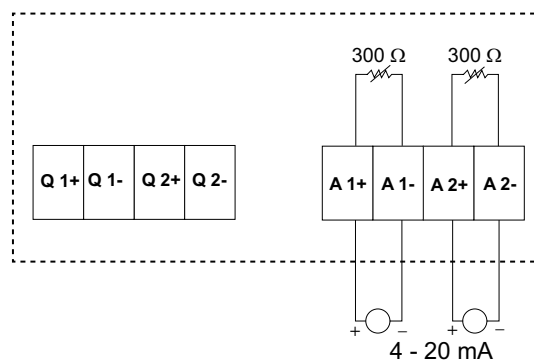 300 Ω 300 Ω
Q 1+ Q 1- Q 2+ Q 2- A 1+ A 1- A 2+ A 2-
+ − + −
4 - 20 mA